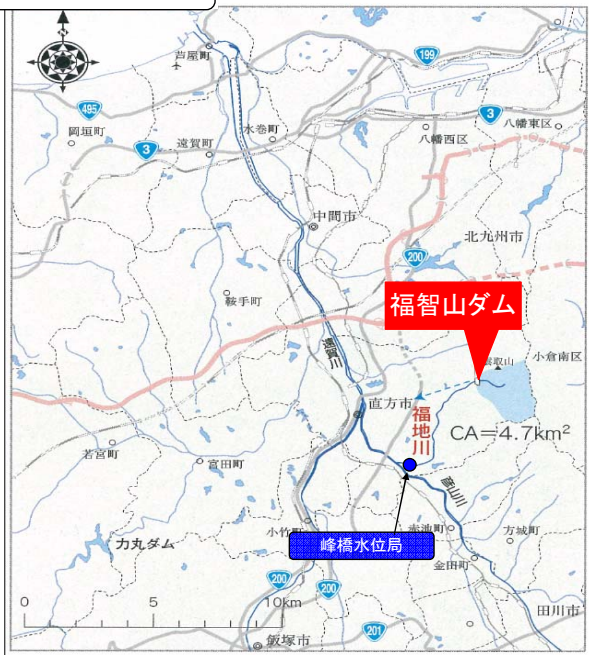 芦屋町
199
495
3
岡垣町
水巻町
遠賀町
3
八幡西区
八幡東区
中間市
北九州市
200
鞍手町
福智山ダム
遠賀川
小倉南区
直方市
福地川
CA=4.7km²
若宮町
宮田町
彦山川
小竹町
赤池町
方城町
峰橋水位局
力丸ダム
金田町
200
200
0 5 10km
田川市
201
飯塚市